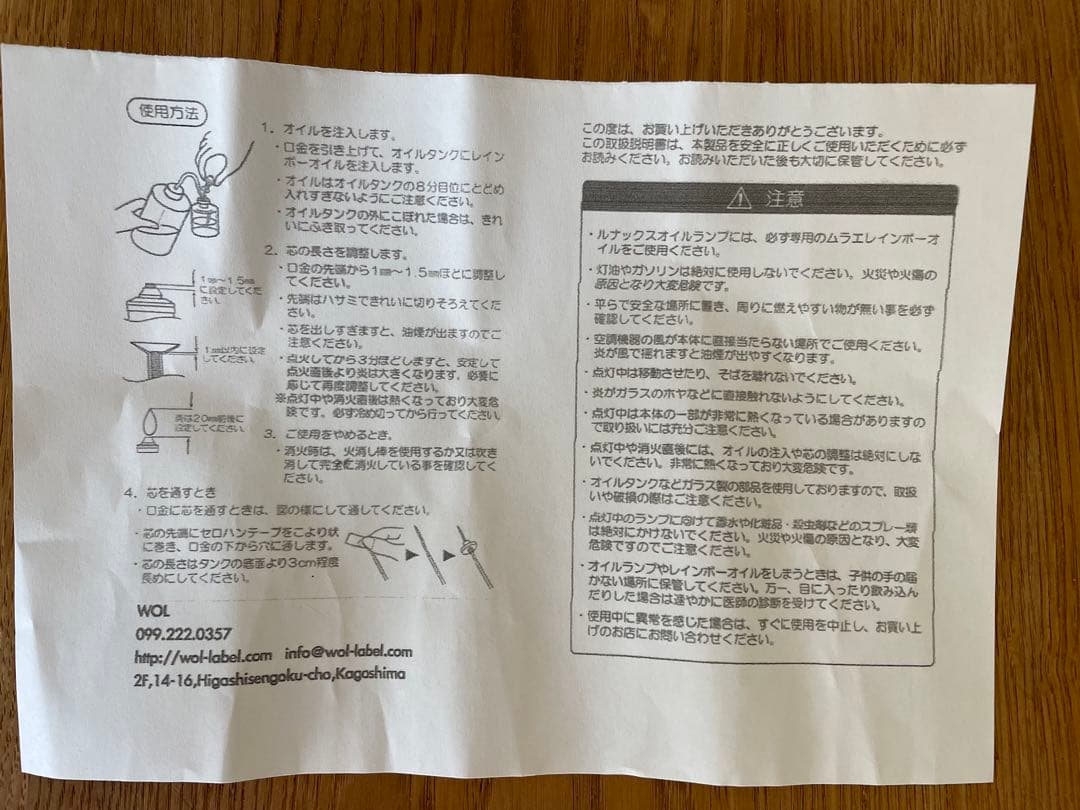 使用方法
1. オイルを注入します。
・口金を引き上げて、オイルタンクにレイン
ボーオイルを注入します。
・オイルはオイルタンクの8分目位にとどめ
入れすぎないようにご注意ください。
・オイルタンクの外にこぼれた場合は、きれ
いにふき取ってください。
2. 芯の長さを調整します。
・口金の先端から1㎜〜1.5㎜ほどに調整し
てください。
・先端はハサミできれいに切りそろえてくだ
さい。
・芯を出しすぎますと、油煙が出ますのでご
注意ください。
・点火してから3分ほどしますと、安定して
点火直後より炎は大きくなります。必要に
応じて再度調整してください。
※点灯中や消火直後は熱くなっており大変危
険です。必ず冷め切ってから行ってください。
1㎜〜1.5㎜
に設定してくだ
さい。
1㎜以内に設定
してください。
炎は20㎜前後に
設定してください。
3. ご使用をやめるとき。
・消火時は、火消し棒を使用するか又は吹き
消して完全に消火している事を確認してく
ださい。
4. 芯を通すとき
・口金に芯を通すときは、図の様にして通してください。
・芯の先端にセロハンテープをこより状
に巻き、口金の下から穴に通します。
・芯の長さはタンクの底面より3cm程度
長めにしてください。
WOL
099.222.0357
http://wol-label.com info@wol-label.com
2F,14-16,Higashisengoku-cho,Kagoshima
この度は、お買い上げいただきありがとうございます。
この取扱説明書は、本製品を安全に正しくご使用いただくために必ず
お読みください。お読みいただいた後も大切に保管してください。
注意
・ルナックスオイルランプには、必ず専用のムラエレインボーオ
イルをご使用ください。
・灯油やガソリンは絶対に使用しないでください。火災や火傷の
原因となり大変危険です。
・平らで安全な場所に置き、周りに燃えやすい物が無い事を必ず
確認してください。
・空調機器の風が本体に直接当たらない場所でご使用ください。
炎が風で揺れますと油煙が出やすくなります。
・点灯中は移動させたり、そばを離れないでください。
・炎がガラスのホヤなどに直接触れないようにしてください。
・点灯中は本体の一部が非常に熱くなっている場合がありますの
で取り扱いには充分ご注意ください。
・点灯中や消火直後には、オイルの注入や芯の調整は絶対にしな
いでください。非常に熱くなっており大変危険です。
・オイルタンクなどガラス製の部品を使用しておりますので、取扱
いや破損の際はご注意ください。
・点灯中のランプに向けて香水や化粧品・殺虫剤などのスプレー類
は絶対にかけないでください。火災や火傷の原因となり、大変
危険ですのでご注意ください。
・オイルランプやレインボーオイルをしまうときは、子供の手の届
かない場所に保管してください。万一、目に入ったり飲み込ん
だりした場合は速やかに医師の診断を受けてください。
・使用中に異常を感じた場合は、すぐに使用を中止し、お買い上
げのお店にお問い合わせください。